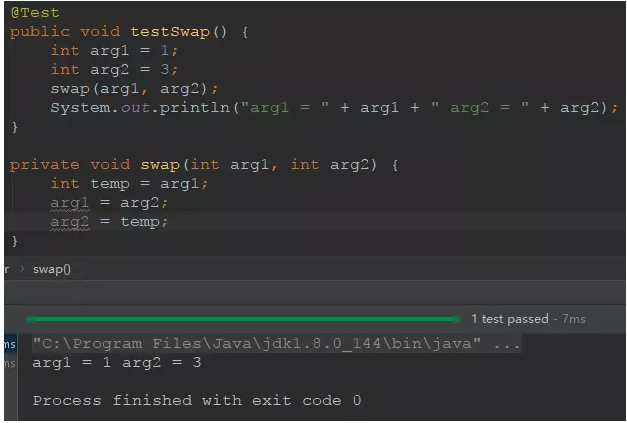 @Test
public void testSwap() {
    int arg1 = 1;
    int arg2 = 3;
    swap(arg1, arg2);
    System.out.println("arg1 = " + arg1 + " arg2 = " + arg2);
}
private void swap(int arg1, int arg2) {
    int temp = arg1;
    arg1 = arg2;
    arg2 = temp;
}
r › swap()
1 test passed - 7ms
ms "C:\Program Files\Java\jdk1.8.0_144\bin\java" ...
ms arg1 = 1 arg2 = 3
Process finished with exit code 0